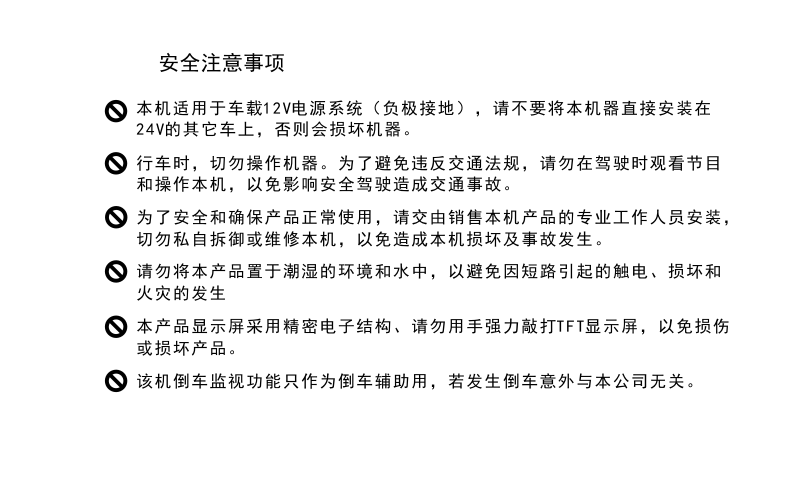 安全注意事项
本机适用于车载12V电源系统（负极接地），请不要将本机器直接安装在
24V的其它车上，否则会损坏机器。
行车时，切勿操作机器。为了避免违反交通法规，请勿在驾驶时观看节目
和操作本机，以免影响安全驾驶造成交通事故。
为了安全和确保产品正常使用，请交由销售本机产品的专业工作人员安装，
切勿私自拆御或维修本机，以免造成本机损坏及事故发生。
请勿将本产品置于潮湿的环境和水中，以避免因短路引起的触电、损坏和
火灾的发生
本产品显示屏采用精密电子结构、请勿用手强力敲打TFT显示屏，以免损伤
或损坏产品。
该机倒车监视功能只作为倒车辅助用，若发生倒车意外与本公司无关。